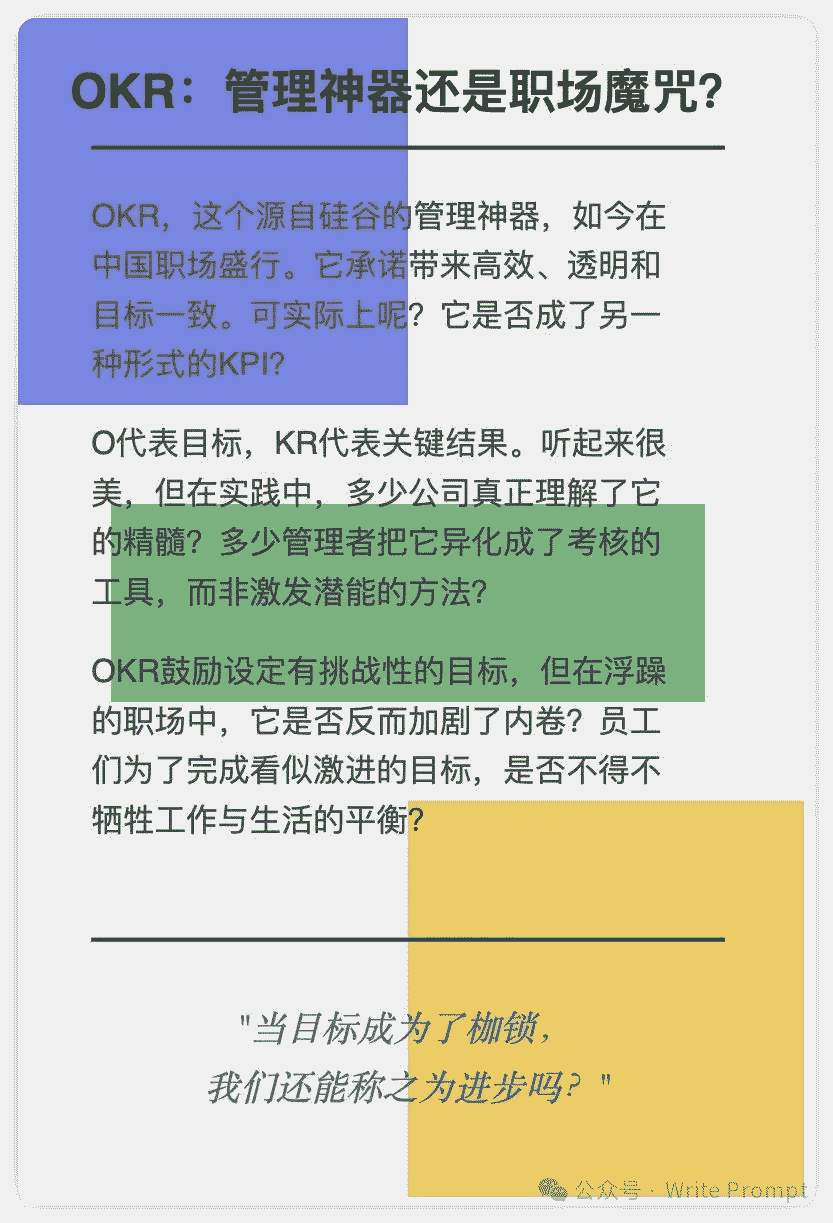 OKR：管理神器还是职场魔咒？
OKR，这个源自硅谷的管理神器，如今在
中国职场盛行。它承诺带来高效、透明和
目标一致。可实际上呢？它是否成了另一
种形式的KPI？
O代表目标，KR代表关键结果。听起来很
美，但在实践中，多少公司真正理解了它
的精髓？多少管理者把它异化成了考核的
工具，而非激发潜能的方法？
OKR鼓励设定有挑战性的目标，但在浮躁
的职场中，它是否反而加剧了内卷？员工
们为了完成看似激进的目标，是否不得不
牺牲工作与生活的平衡？
"当目标成为了枷锁，
我们还能称之为进步吗？"
公众号 · Write Prompt